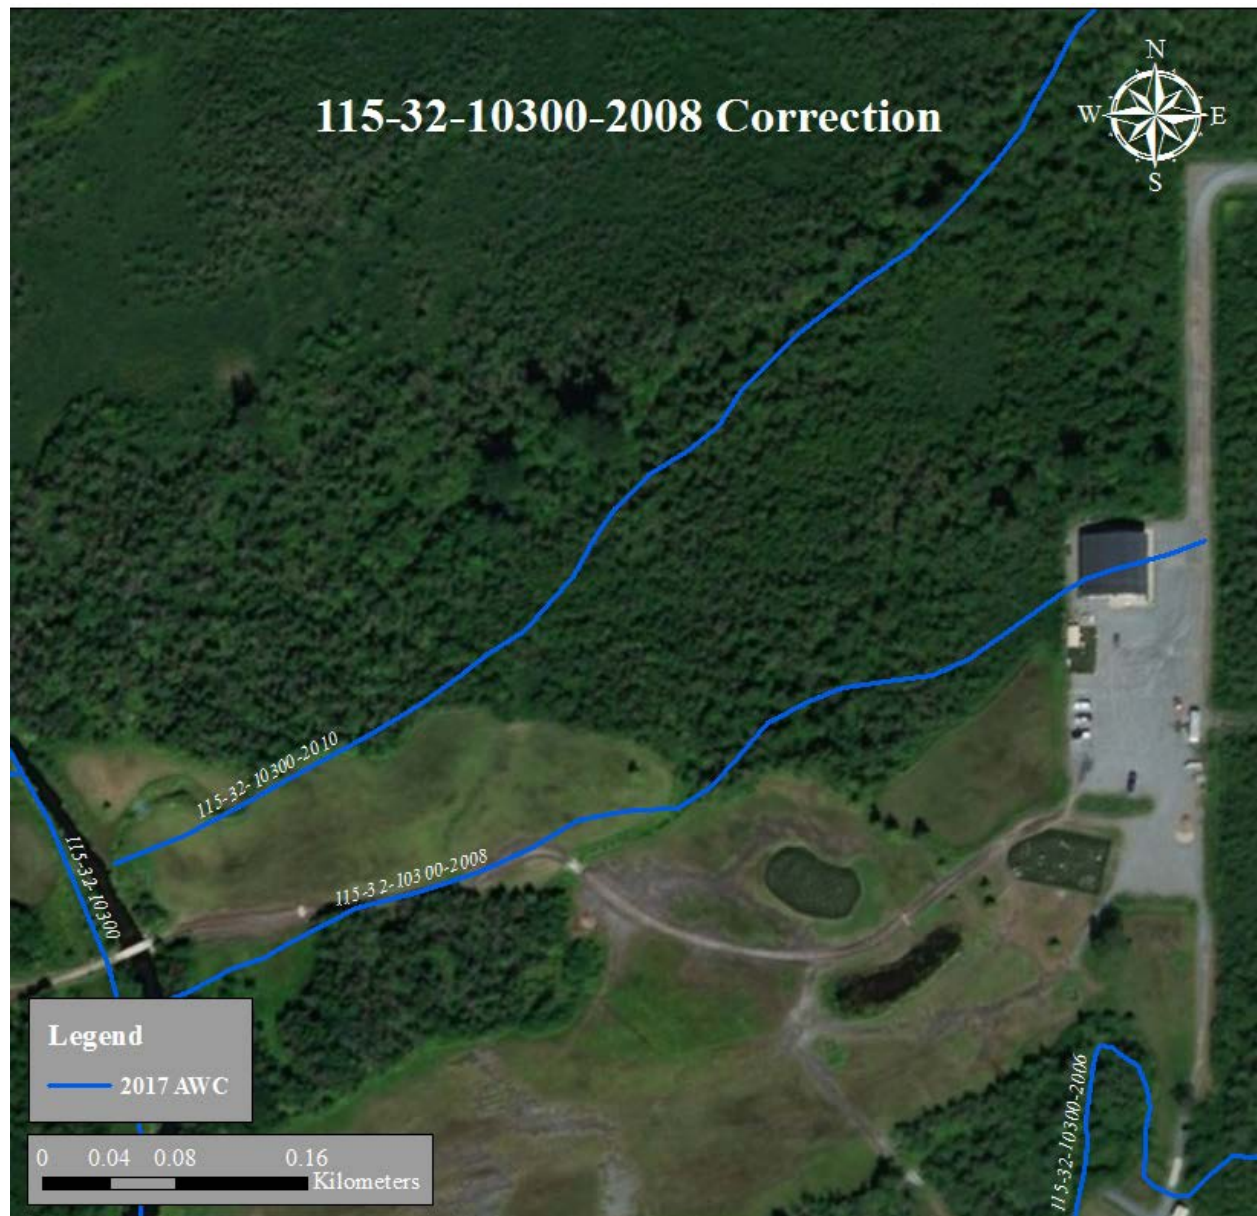 115-32-10300-2008 Correction
N
W E
S
115-32-10300-2010
115-32-10300
115-32-10300-2008
115-32-10300-2006
Legend
2017 AWC
0 0.04 0.08 0.16
Kilometers